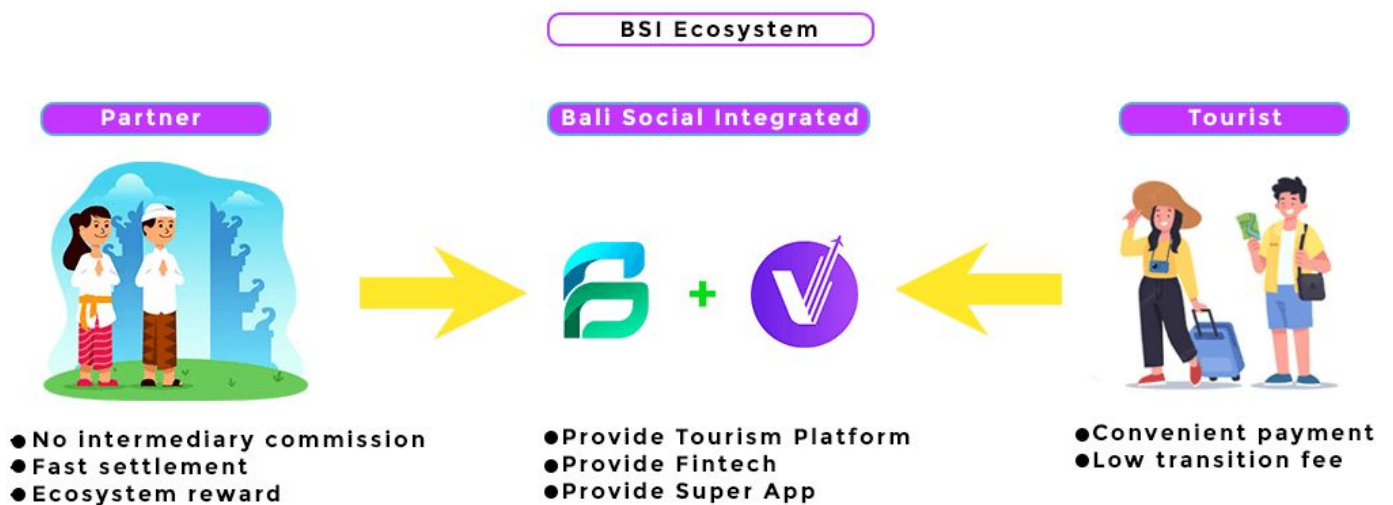 BSI Ecosystem
Partner
Bali Social Integrated
Tourist
No intermediary commission
Fast settlement
Ecosystem reward
Provide Tourism Platform
Provide Fintech
Provide Super App
Convenient payment
Low transition fee